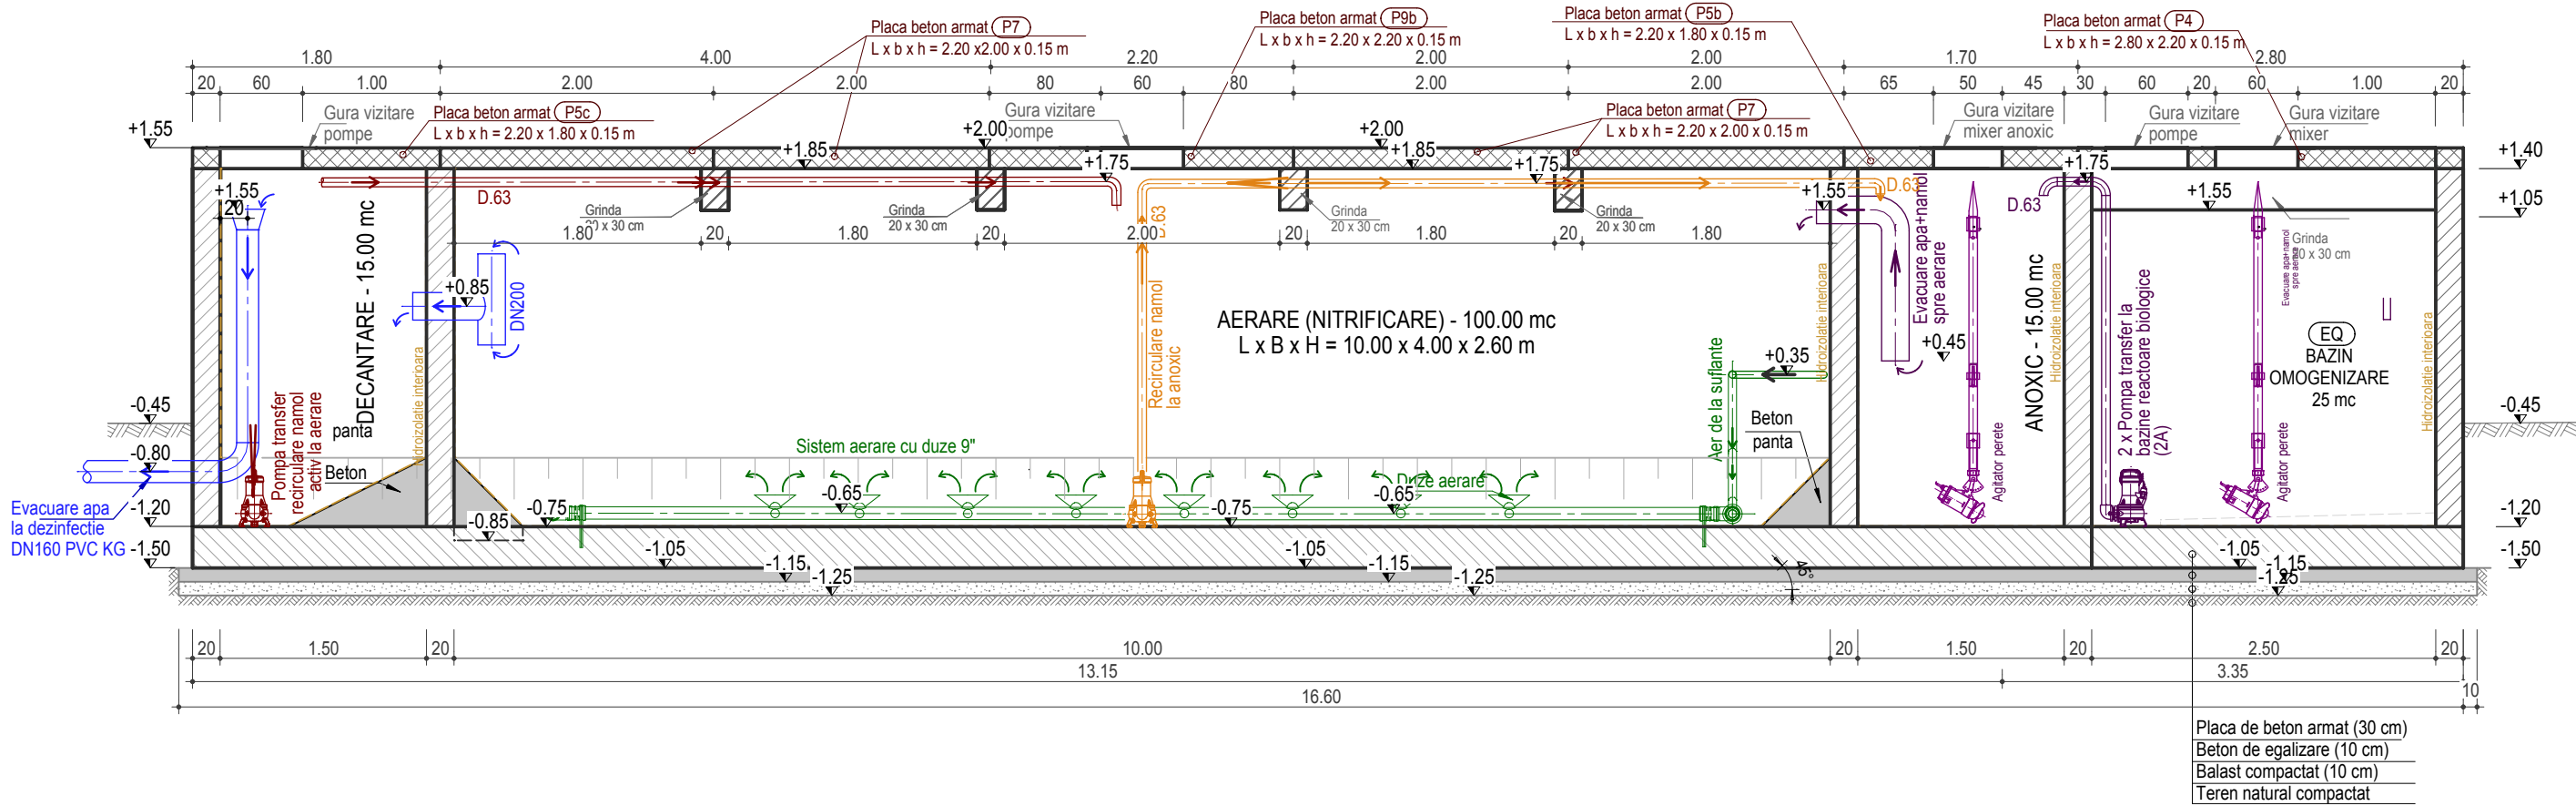 Placa beton armat P7
L x b x h = 2.20 x2.00 x 0.15 m
Placa beton armat P9b
L x b x h = 2.20 x 2.20 x 0.15 m
Placa beton armat P5b
L x b x h = 2.20 x 1.80 x 0.15 m
Placa beton armat P4
L x b x h = 2.80 x 2.20 x 0.15 m
1.80 4.00 2.20 2.00 2.00 1.70 2.80
20 60 1.00 2.00 2.00 80 60 80 2.00 2.00 65 50 45 30 60 20 60 1.00 20
Gura vizitare
pompe
Placa beton armat P5c
L x b x h = 2.20 x 1.80 x 0.15 m
Gura vizitare
pompe
Placa beton armat P7
L x b x h = 2.20 x 2.00 x 0.15 m
Gura vizitare
mixer anoxic
Gura vizitare
pompe
Gura vizitare
mixer
+1.55 +2.00 +2.00 +1.40
+1.85 +1.75 +1.85 +1.75 +1.75
+1.55 +1.55 +1.55 +1.05
20
D.63
D.63
D.63
D.63
Grinda
20 x 30 cm
Grinda
20 x 30 cm
Grinda
20 x 30 cm
Grinda
20 x 30 cm
Grinda
20 x 30 cm
1.80 20 1.80 20 2.00 20 1.80 20 1.80
DECANTARE - 15.00 mc
+0.85
DN200
AERARE (NITRIFICARE) - 100.00 mc
L x B x H = 10.00 x 4.00 x 2.60 m
Recirculare namol
la anoxic
Aer de la suflante
+0.35
+0.45
Evacuare apa+namol
spre aerare
ANOXIC - 15.00 mc
Hidroizolatie interioara
Hidroizolatie interioara
Hidroizolatie interioara
Hidroizolatie interioara
2 x Pompa transfer la
bazine reactoare biologice
(2A)
Evacuare apa+namol
spre aerare
EQ
BAZIN
OMOGENIZARE
25 mc
Agitator perete
Agitator perete
-0.45
-0.45
-0.80
Pompa transfer
recirculare namol
activ la aerare
panta
Beton
Sistem aerare cu duze 9"
Duze aerare
Beton
panta
Evacuare apa
la dezinfectie
DN160 PVC KG
-1.20
-1.50
-0.85
-0.75
-0.65
-0.75
-0.65
-1.20
-1.50
-1.05
-1.15
-1.25
-1.05
-1.15
-1.25
45°
-1.05
-1.15
-1.25
20 1.50 20 10.00 20 1.50 20 2.50 20
13.15 3.35
16.60 10
Placa de beton armat (30 cm)
Beton de egalizare (10 cm)
Balast compactat (10 cm)
Teren natural compactat